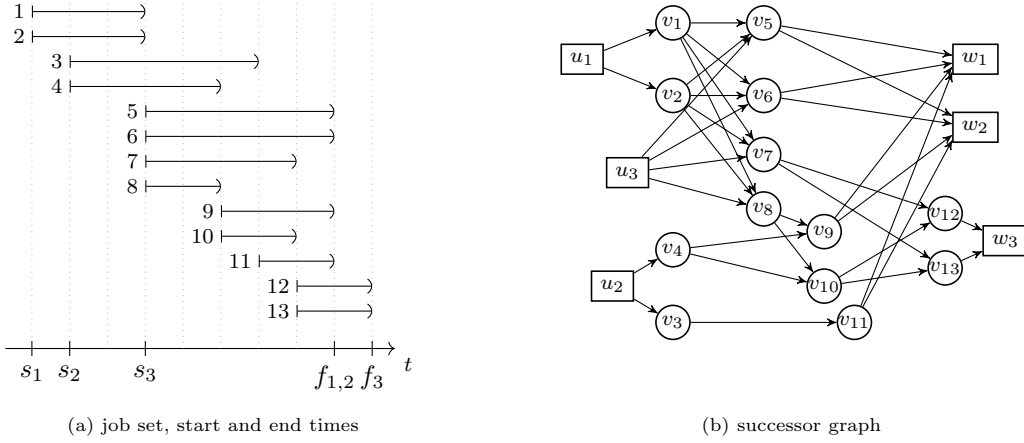 1
2
3
4
5
6
7
8
9
10
11
12
13
s₁ s₂ s₃ f₁,₂ f₃ t
(a) job set, start and end times
v₁ v₅
u₁ w₁
v₂ v₆
w₂
v₇
u₃
v₈ v₁₂
v₉
v₄ w₃
v₁₃
u₂ v₁₀
v₃ v₁₁
(b) successor graph